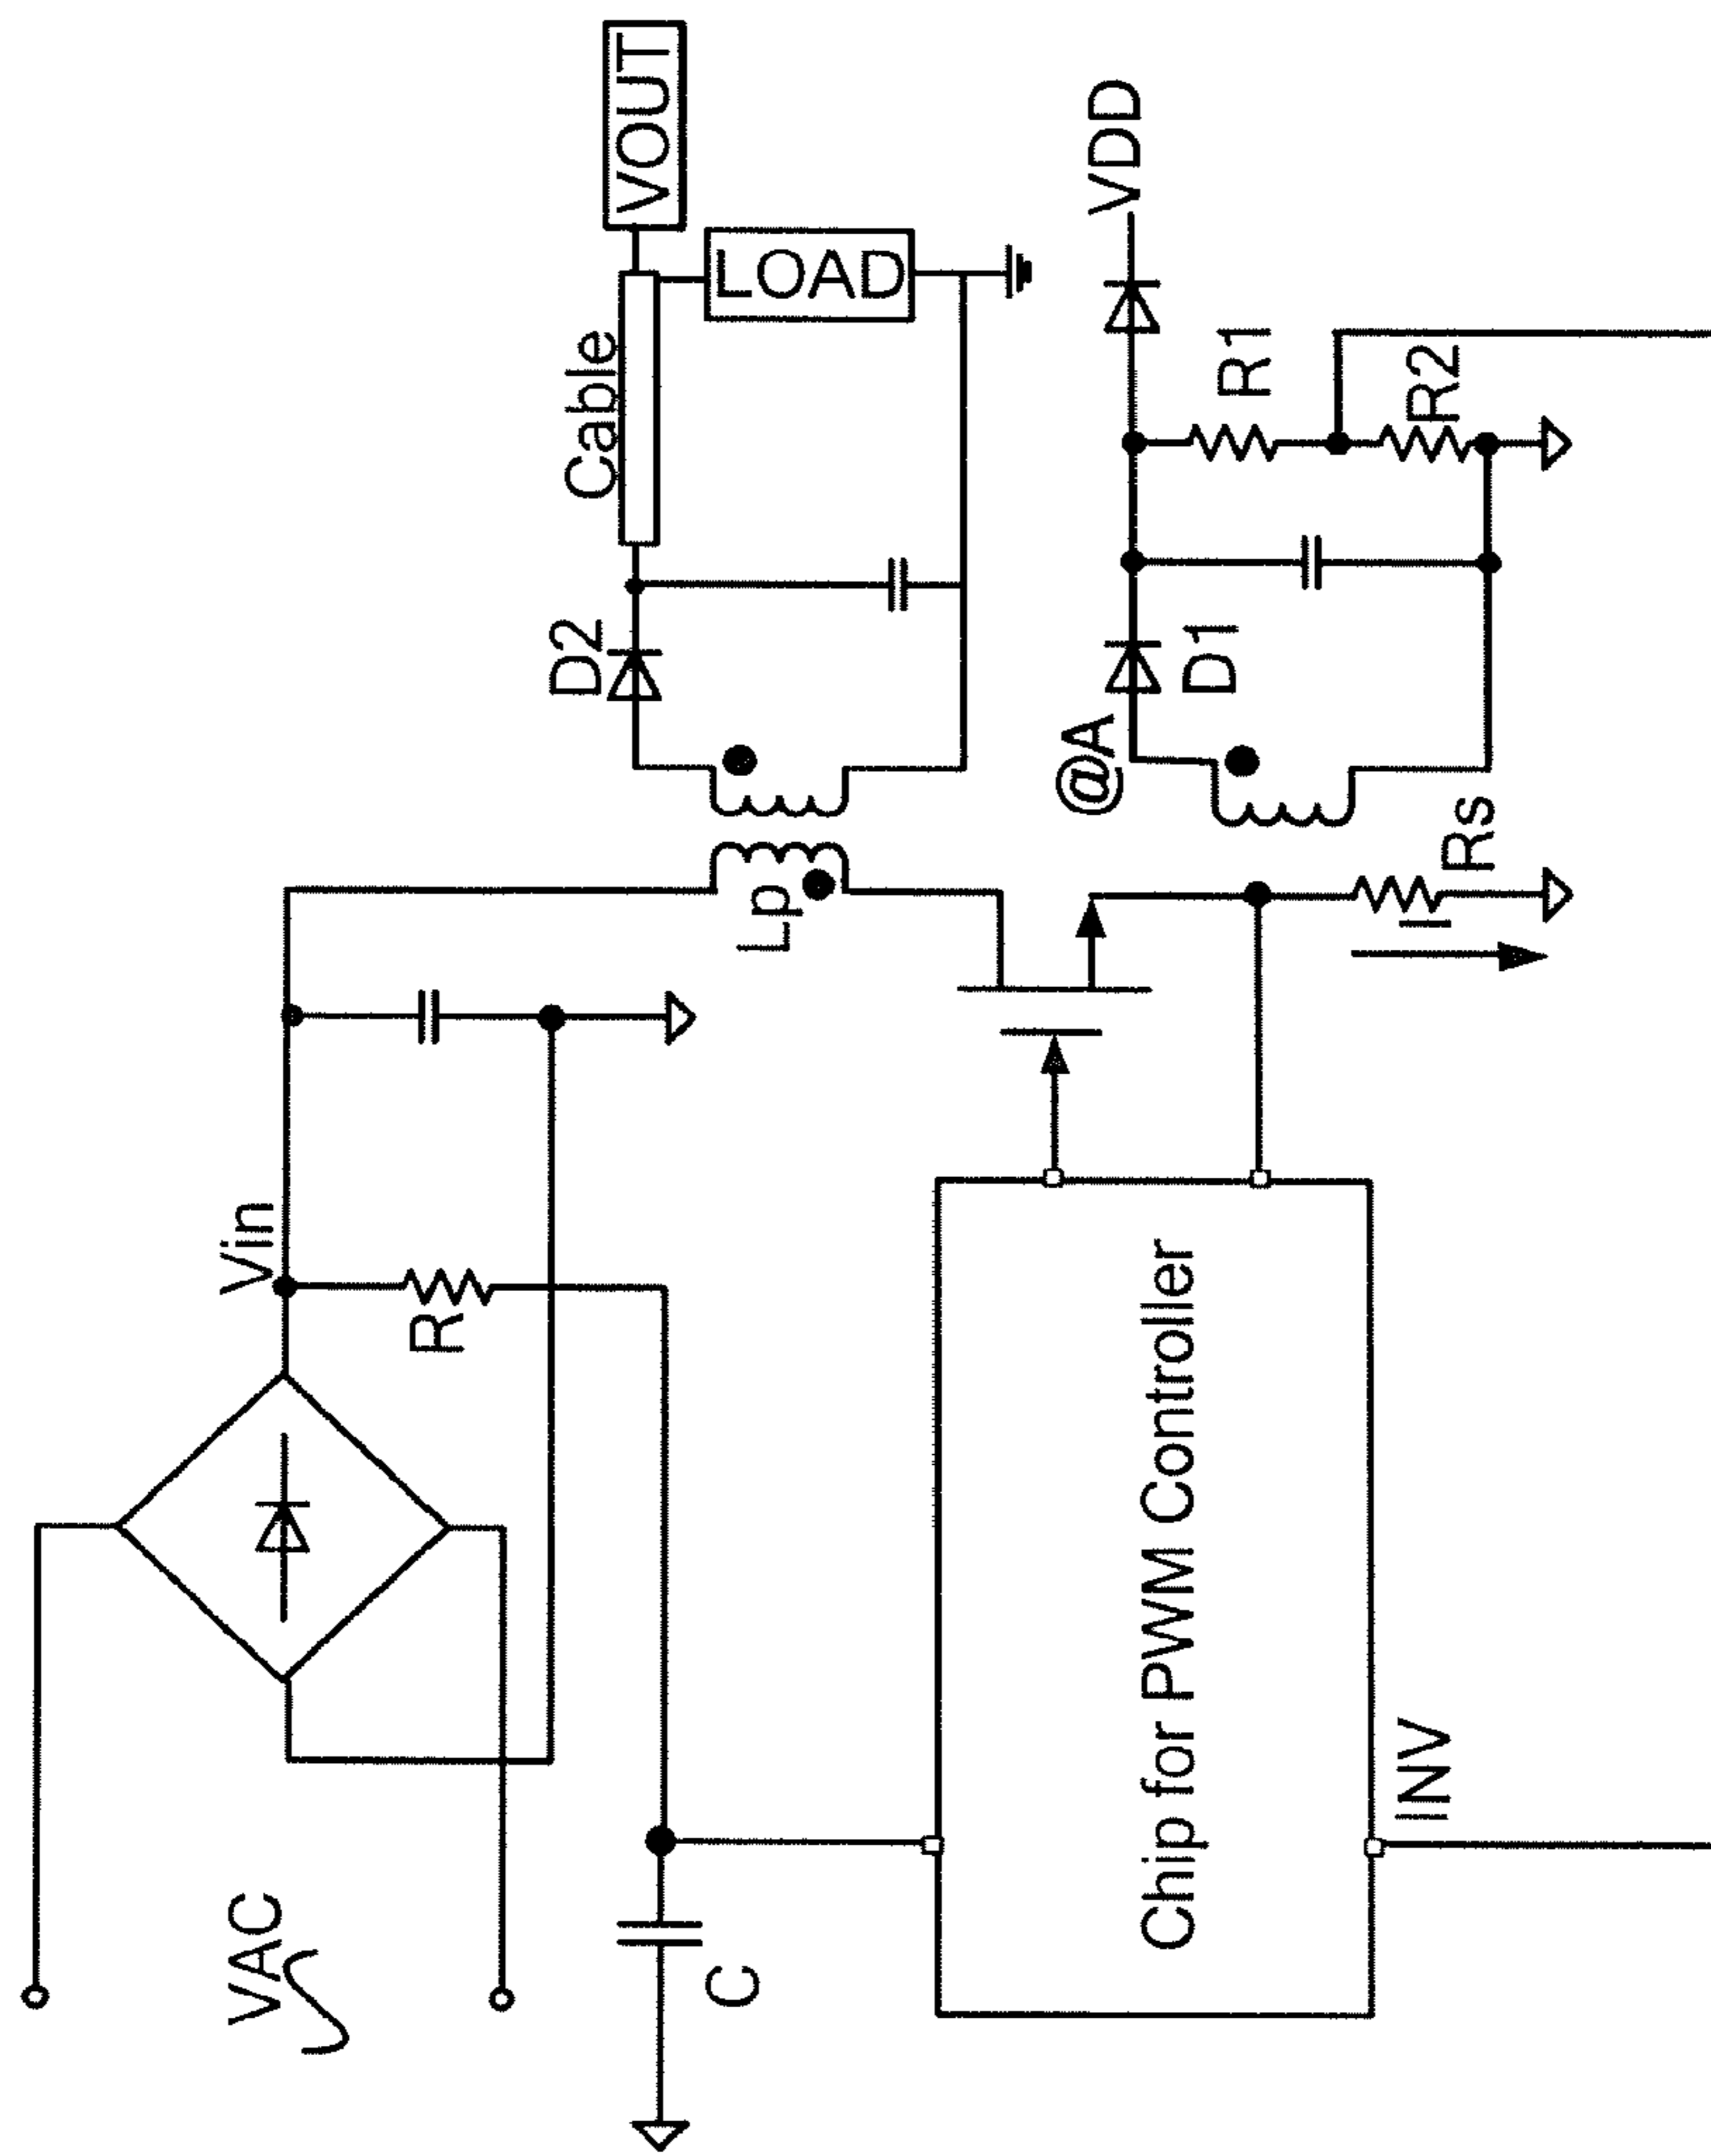 VAC
Vin
R
C
Lp
D2
Cable
VOUT
LOAD
Chip for PWM Controller
INV
@A
D1
VDD
R1
R2
Rs
I